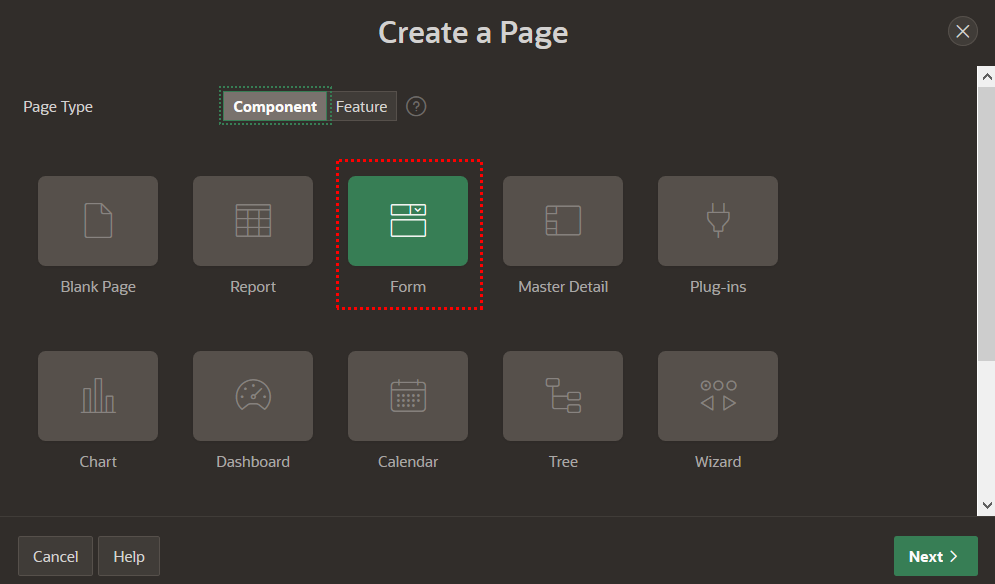 Create a Page
Page Type Component Feature ?
Blank Page Report Form Master Detail Plug-ins
Chart Dashboard Calendar Tree Wizard
Cancel Help Next